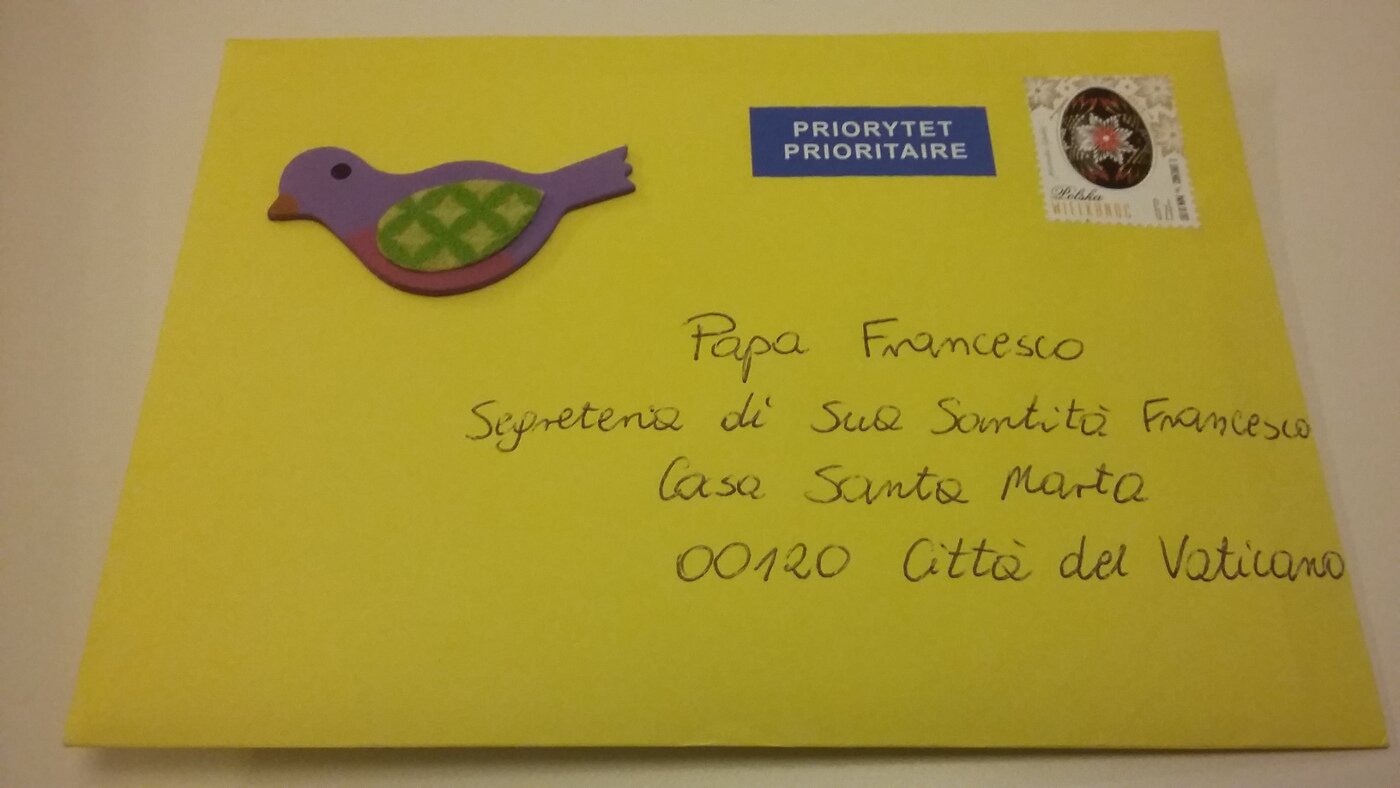 PRIORYTET
PRIORITAIRE
Polska
WIELKANOC
Papa Francesco
Segreteria di Sua Santità Francesco
Casa Santa Marta
00120 Città del Vaticano